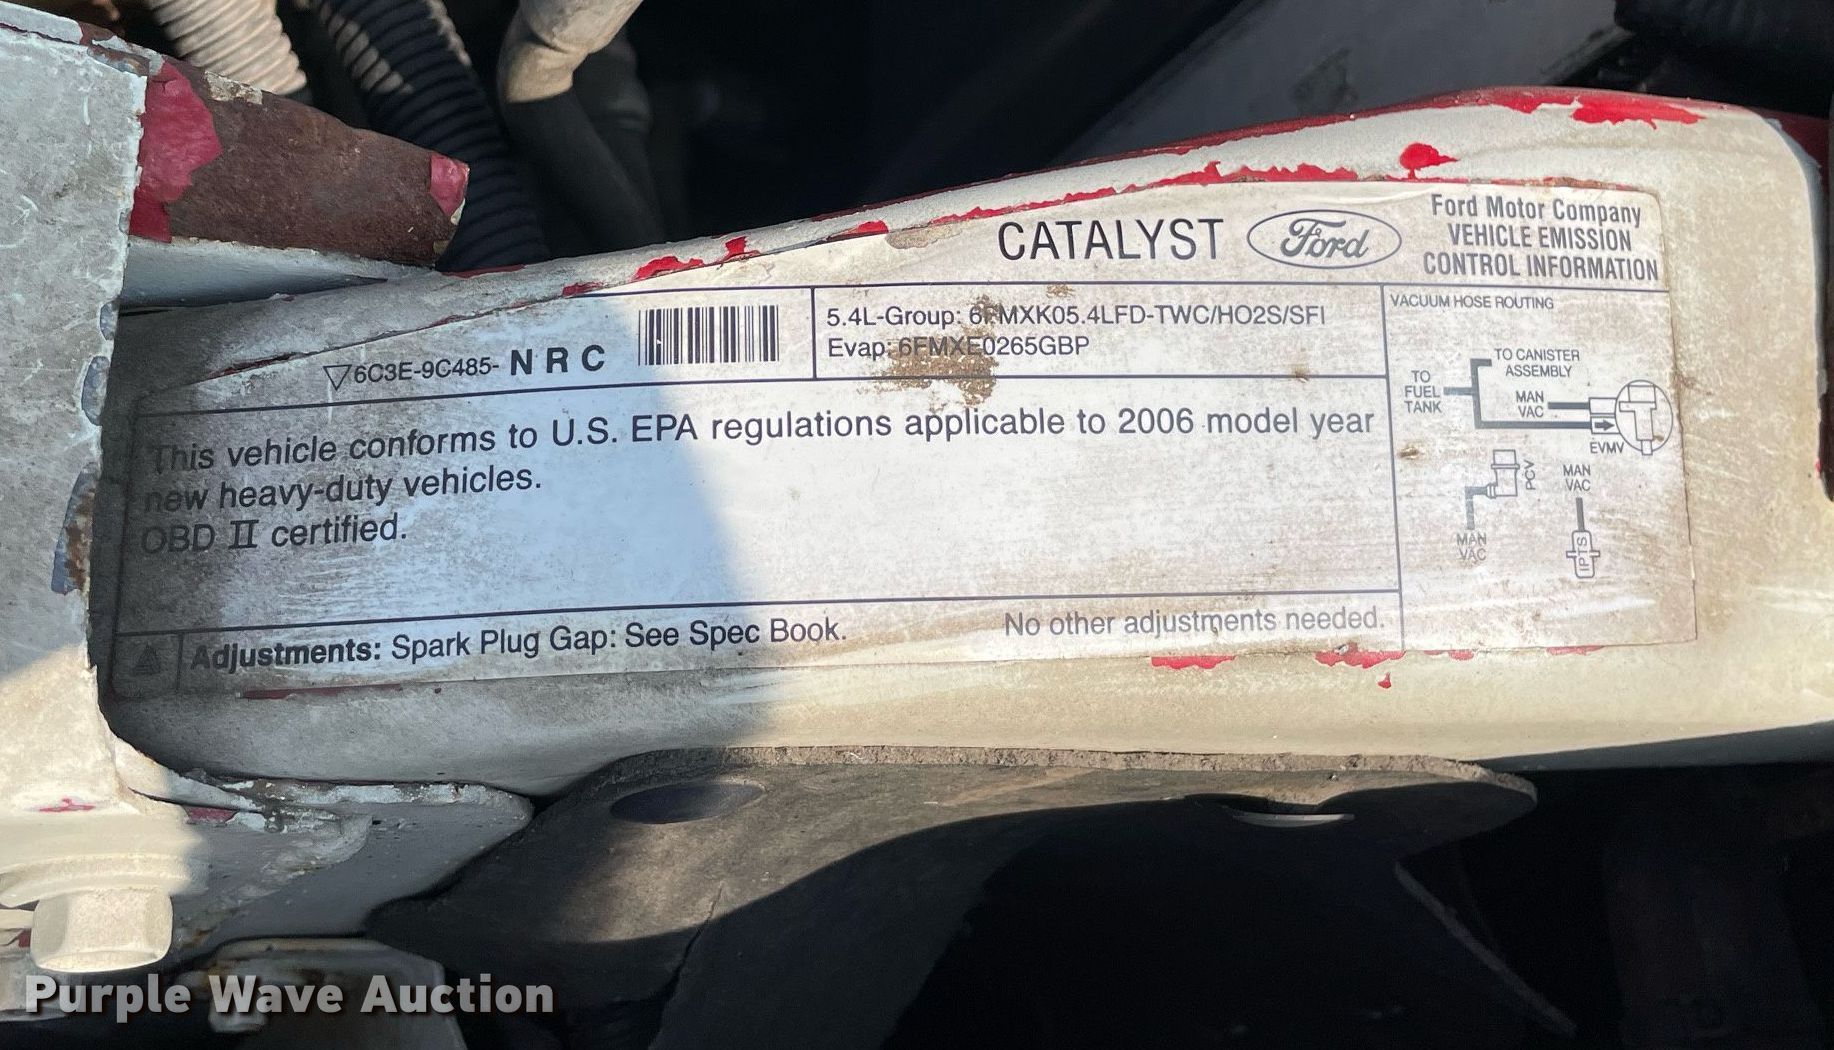 CATALYST Ford
Ford Motor Company
VEHICLE EMISSION
CONTROL INFORMATION
6C3E-9C485- N R C
5.4L-Group: 6FMXK05.4LFD-TWC/HO2S/SFI
Evap: 6FMXE0265GBP
This vehicle conforms to U.S. EPA regulations applicable to 2006 model year
new heavy-duty vehicles.
OBD II certified.
Adjustments: Spark Plug Gap: See Spec Book.
No other adjustments needed.
VACUUM HOSE ROUTING
TO CANISTER
ASSEMBLY
TO
FUEL
TANK
MAN
VAC
EVMV
PCV
MAN
VAC
MAN
VAC
IPTS
Purple Wave Auction